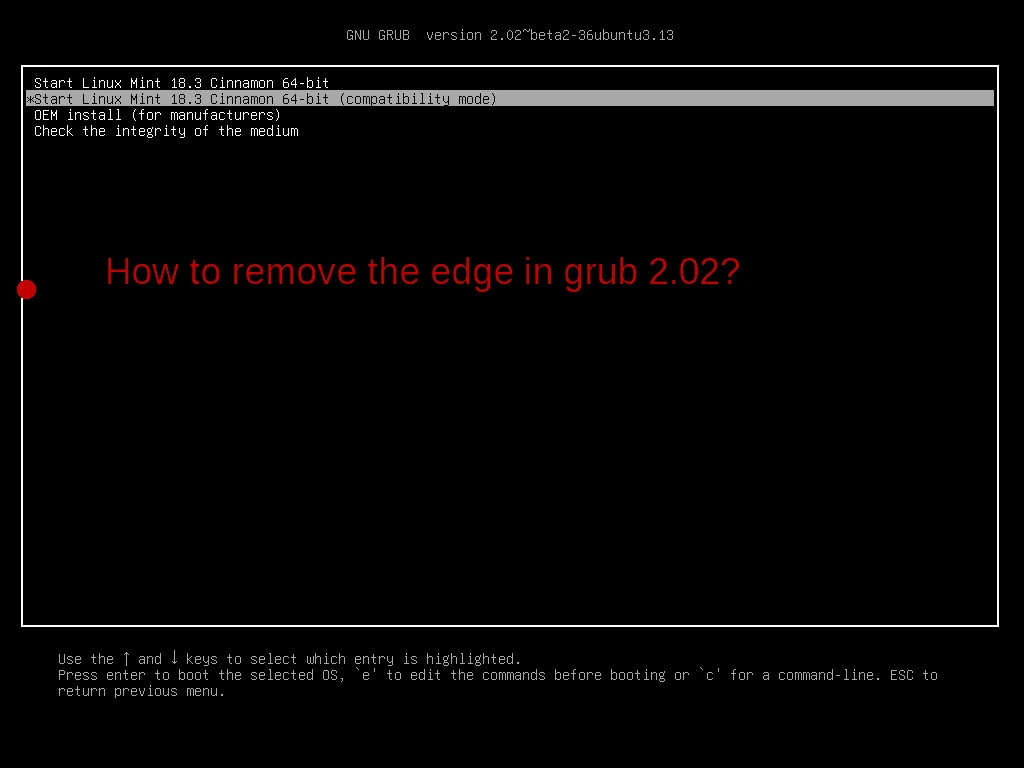 GNU GRUB  version 2.02~beta2-36ubuntu3.13
Start Linux Mint 18.3 Cinnamon 64-bit
*Start Linux Mint 18.3 Cinnamon 64-bit (compatibility mode)
OEM install (for manufacturers)
Check the integrity of the medium
How to remove the edge in grub 2.02?
Use the ↑ and ↓ keys to select which entry is highlighted.
Press enter to boot the selected OS, `e' to edit the commands before booting or `c' for a command-line. ESC to
return previous menu.